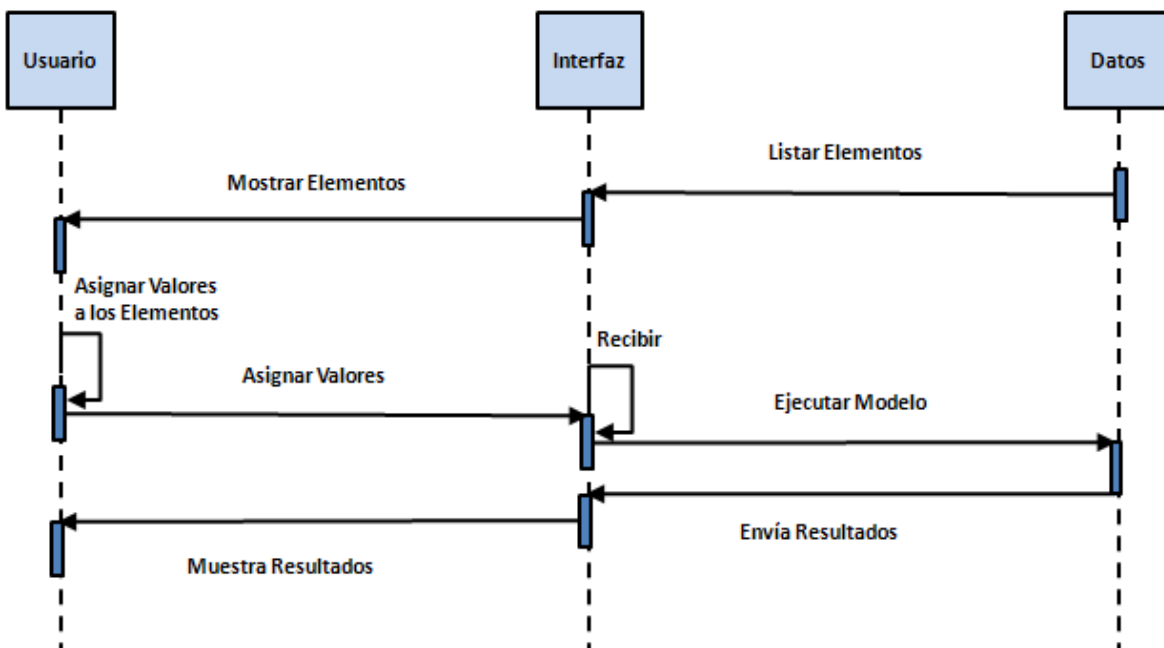 Usuario
Interfaz
Datos
Listar Elementos
Mostrar Elementos
Asignar Valores
a los Elementos
Recibir
Asignar Valores
Ejecutar Modelo
Envía Resultados
Muestra Resultados